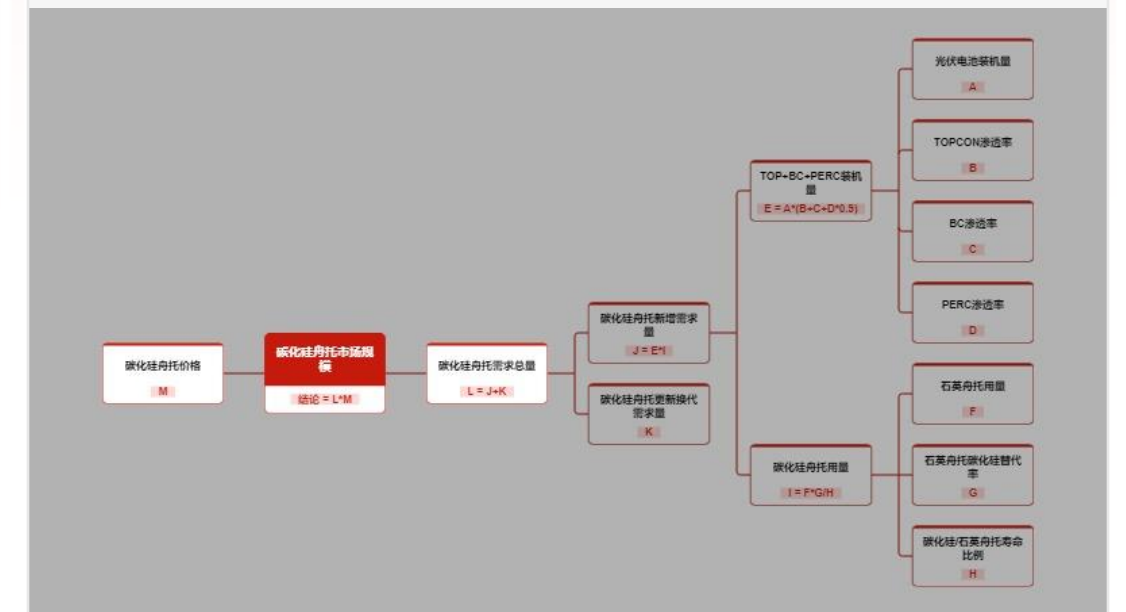 光伏电池装机量
A
TOPCON渗透率
B
TOP+BC+PERC装机
量
E = A*(B+C+D*0.5)
BC渗透率
C
PERC渗透率
D
碳化硅舟托新增需求
量
J = E*I
碳化硅舟托价格
M
碳化硅舟托市场规
模
结论 = L*M
碳化硅舟托需求总量
L = J+K
碳化硅舟托更新换代
需求量
K
石英舟托用量
F
碳化硅舟托用量
I = F*G/H
石英舟托碳化硅替代
率
G
碳化硅/石英舟托寿命
比例
H